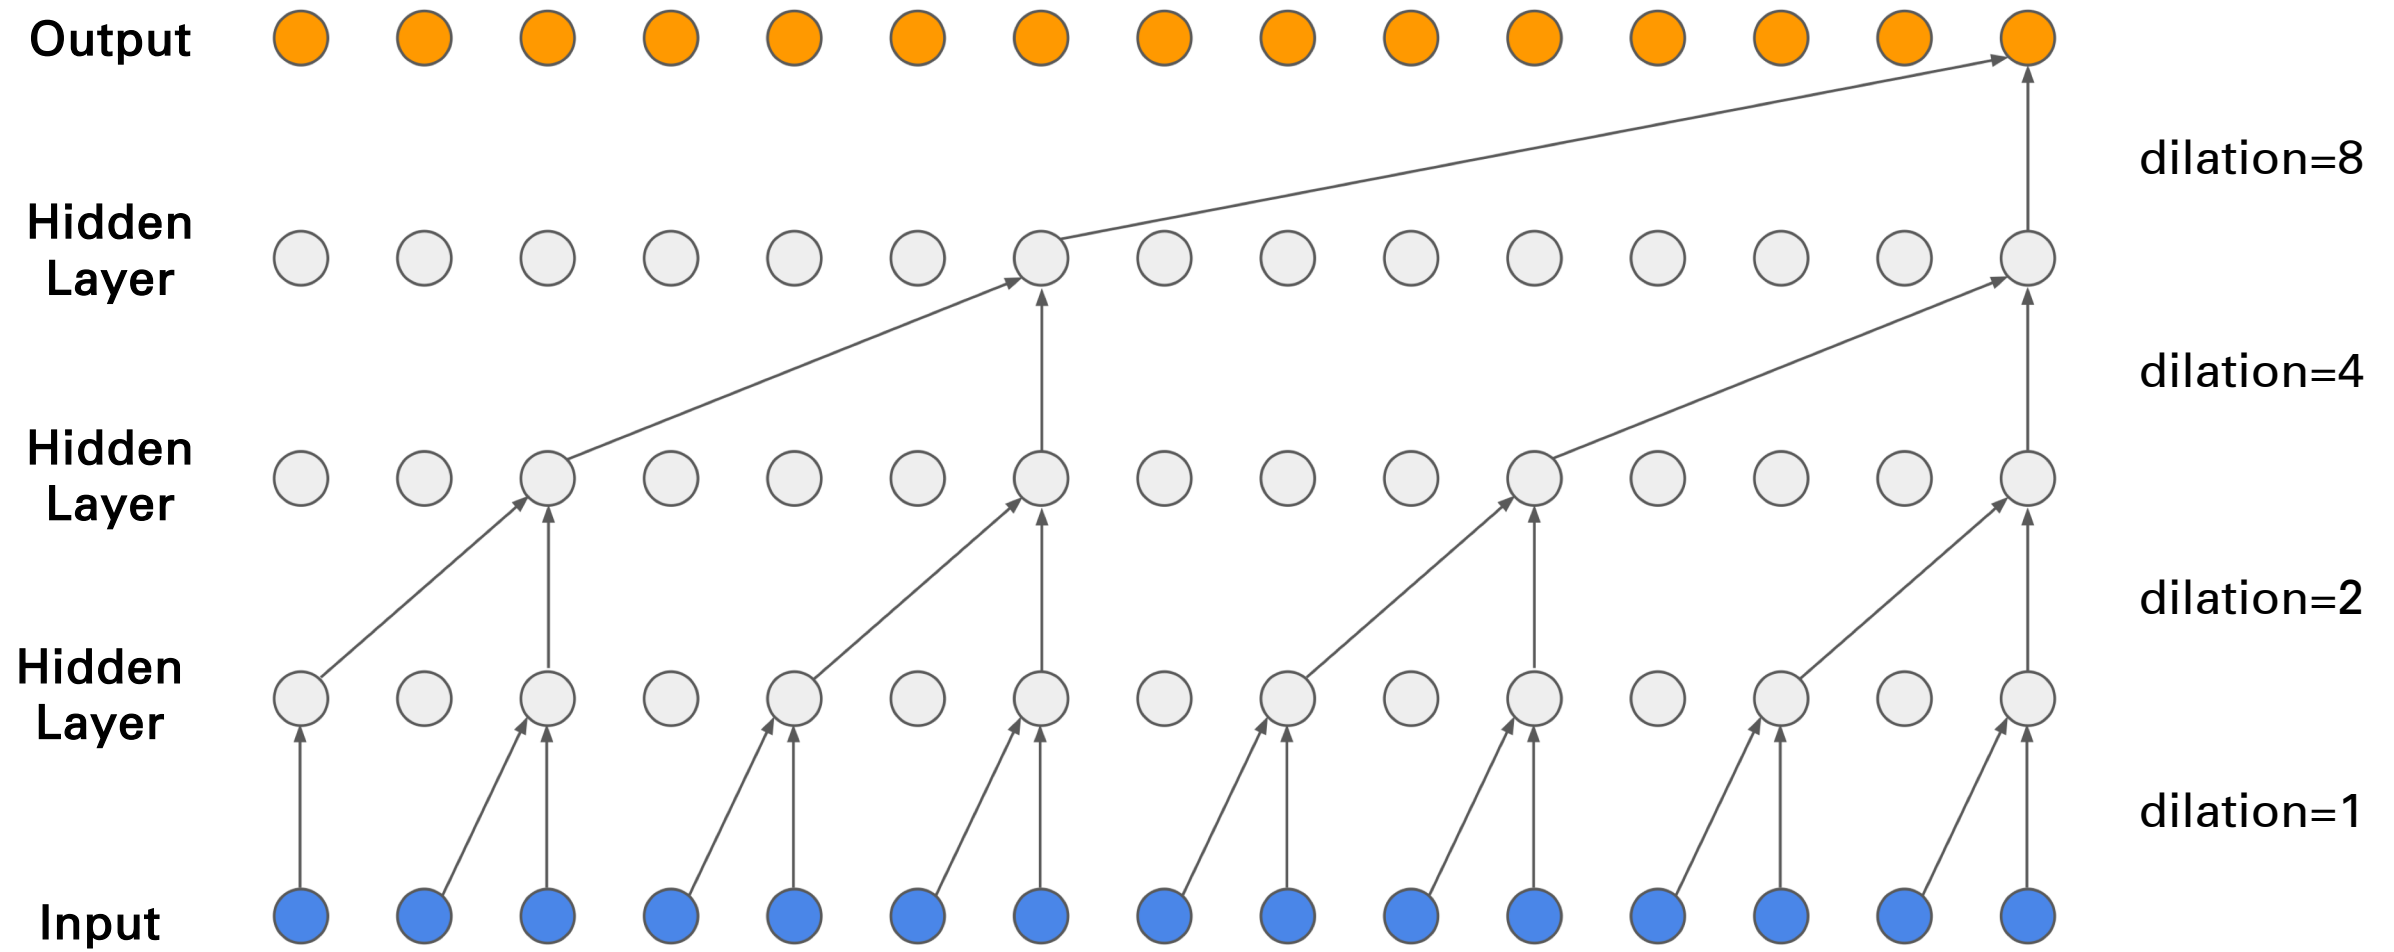 Output
dilation=8
Hidden
Layer
dilation=4
Hidden
Layer
dilation=2
Hidden
Layer
dilation=1
Input